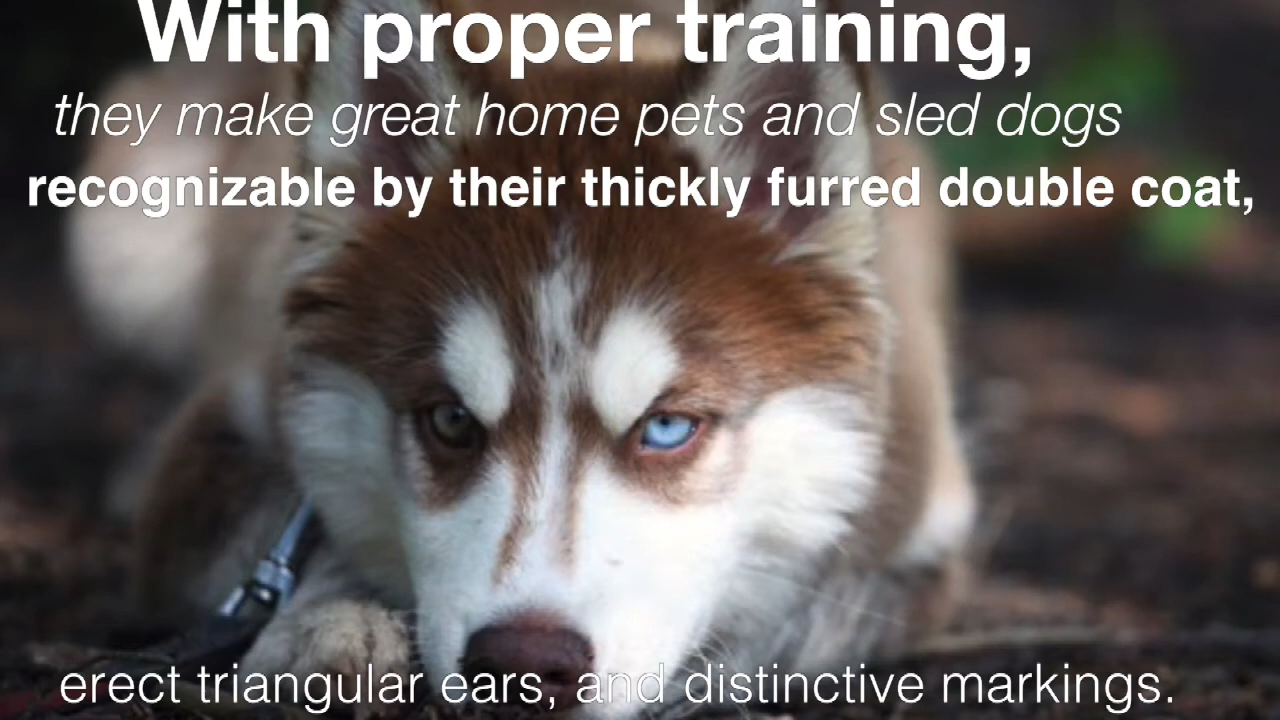 With proper training,
they make great home pets and sled dogs
recognizable by their thickly furred double coat,
erect triangular ears, and distinctive markings.